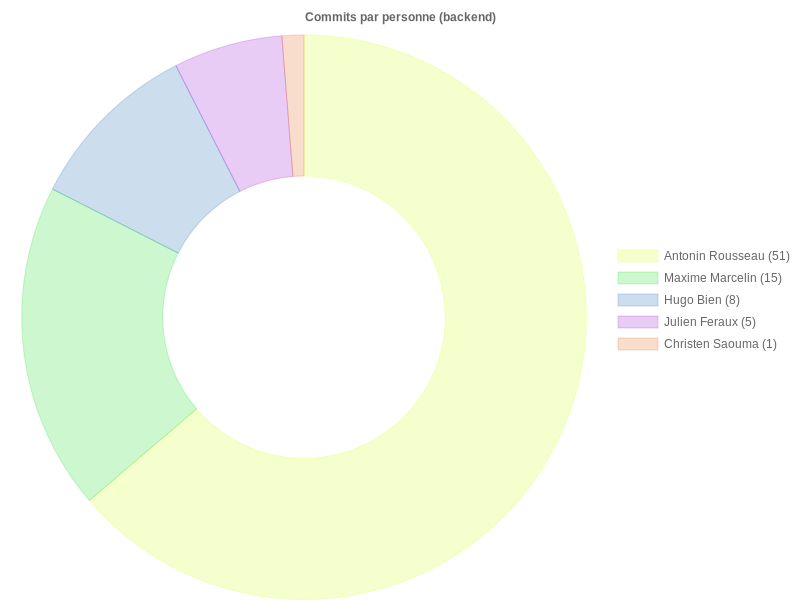 Commits par personne (backend)
Antonin Rousseau (51)
Maxime Marcelin (15)
Hugo Bien (8)
Julien Feraux (5)
Christen Saouma (1)